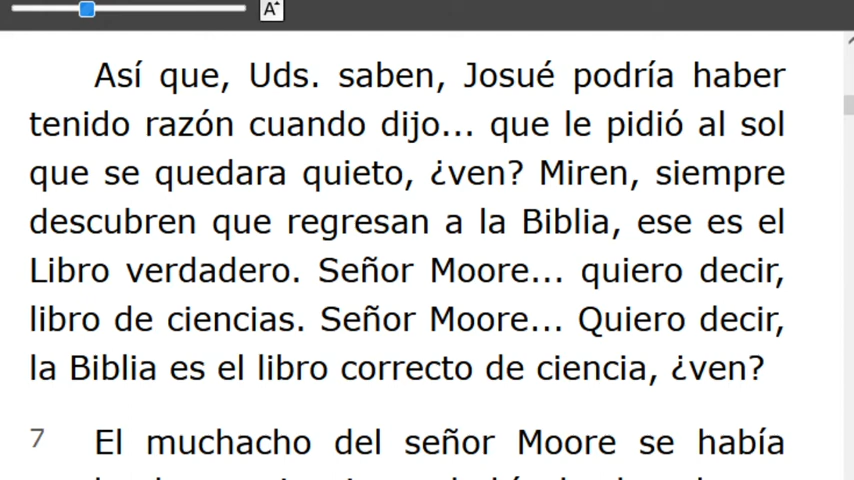 A
Así que, Uds. saben, Josué podría haber
tenido razón cuando dijo... que le pidió al sol
que se quedara quieto, ¿ven? Miren, siempre
descubren que regresan a la Biblia, ese es el
Libro verdadero. Señor Moore... quiero decir,
libro de ciencias. Señor Moore... Quiero decir,
la Biblia es el libro correcto de ciencia, ¿ven?
7 El muchacho del señor Moore se había